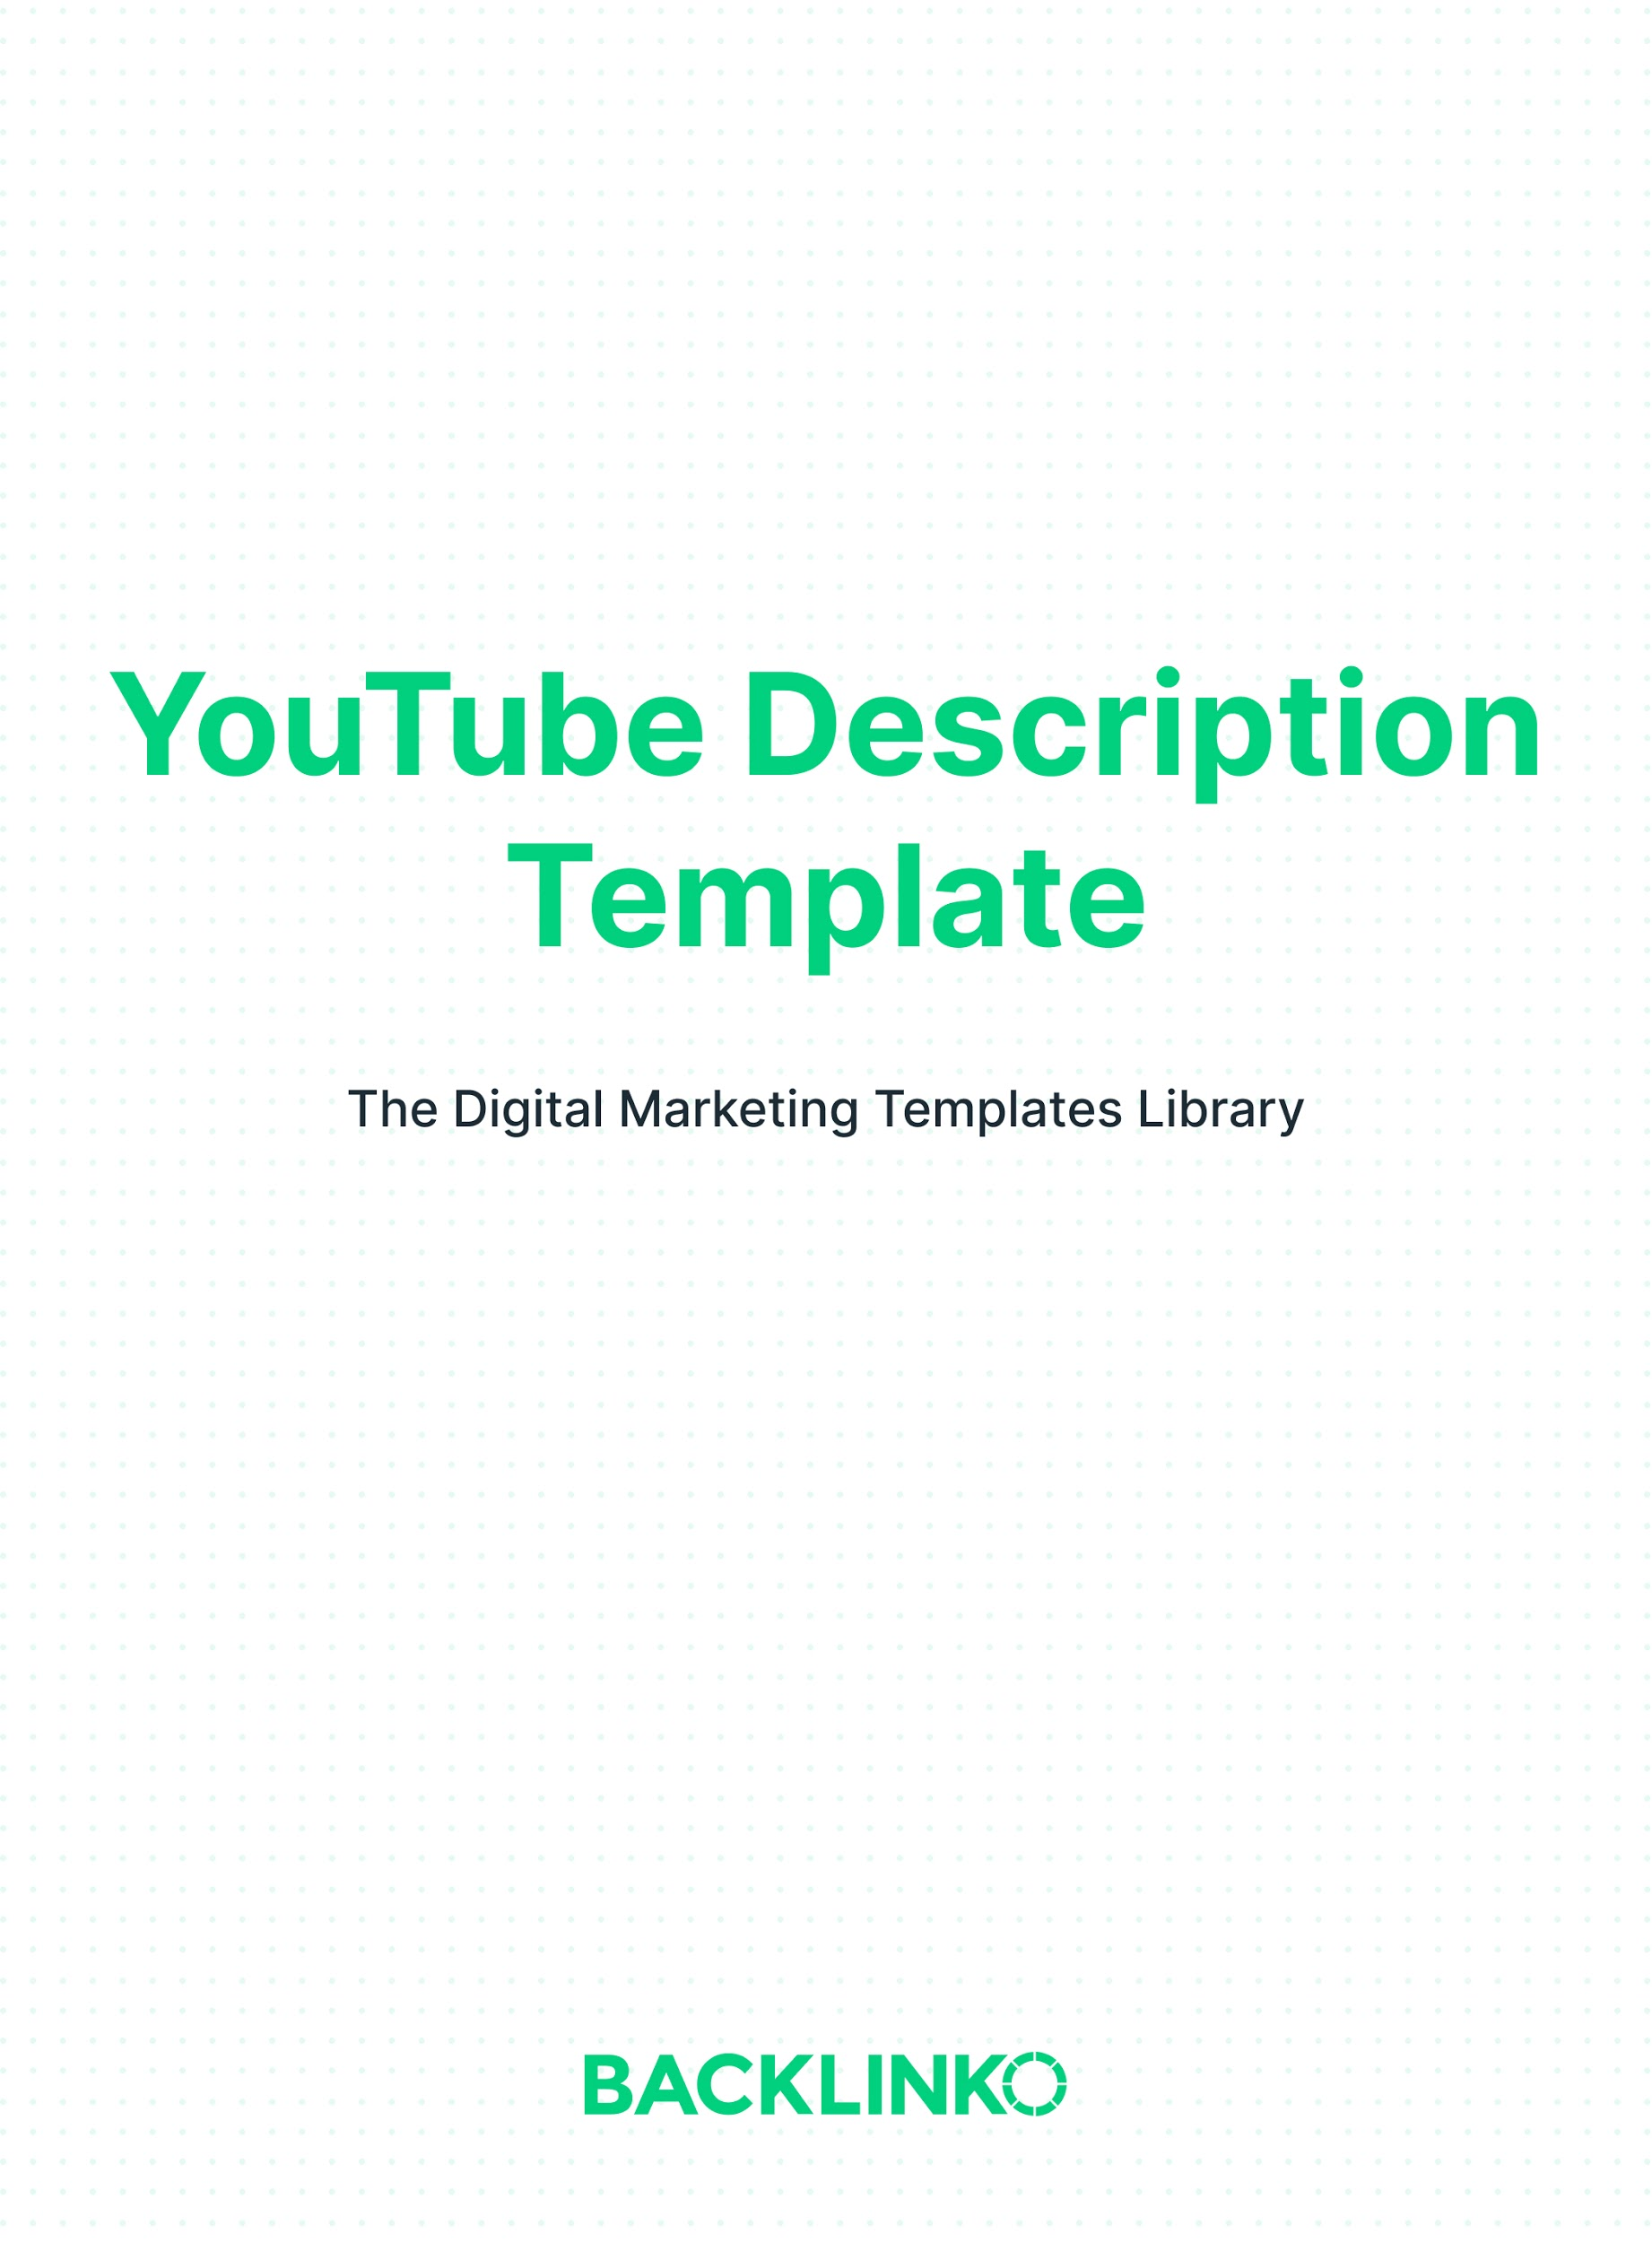 YouTube Description
Template
The Digital Marketing Templates Library
BACKLINKO